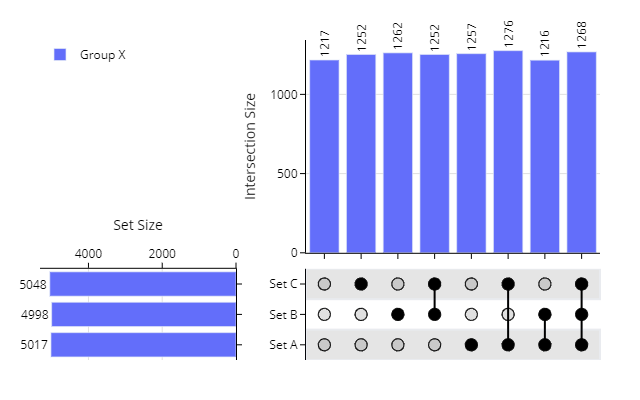 Group X
1217 1252 1262 1252 1257 1276 1216 1268
Intersection Size
1000
500
0
Set Size
4000 2000 0
5048
4998
5017
Set C
Set B
Set A